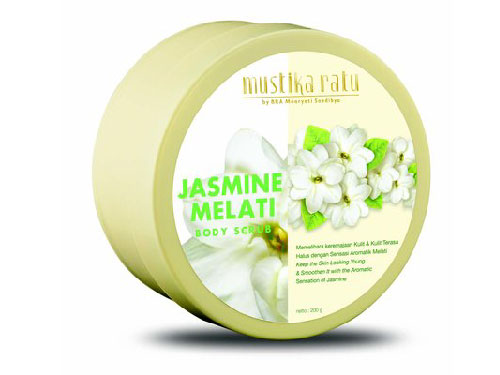 mustika ratu
by BRA Mooryati Soedibyo
JASMINE
MELATI
BODY SCRUB
Memelihara keremajaan Kulit & Kulit Terasa
Halus dengan Sensasi aromatik Melati
Keep the Skin Looking Young
& Smoothen it with the Aromatic
Sensation of Jasmine
netto : 200 g